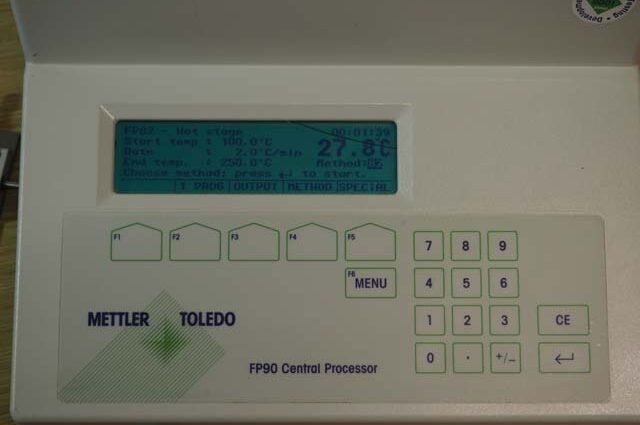 FP82 - Hot stage 00:01:39
Start temp : 100.0°C 27.8°C
Rate : 2.0°C/min
End temp. : 250.0°C Method:
Choose method; press ↵ to start.
T PROG OUTPUT METHOD SPECIAL
F1 F2 F3 F4 F5
7 8 9
F6 MENU
4 5 6
METTLER TOLEDO
1 2 3 CE
0 · +/− ↵
FP90 Central Processor